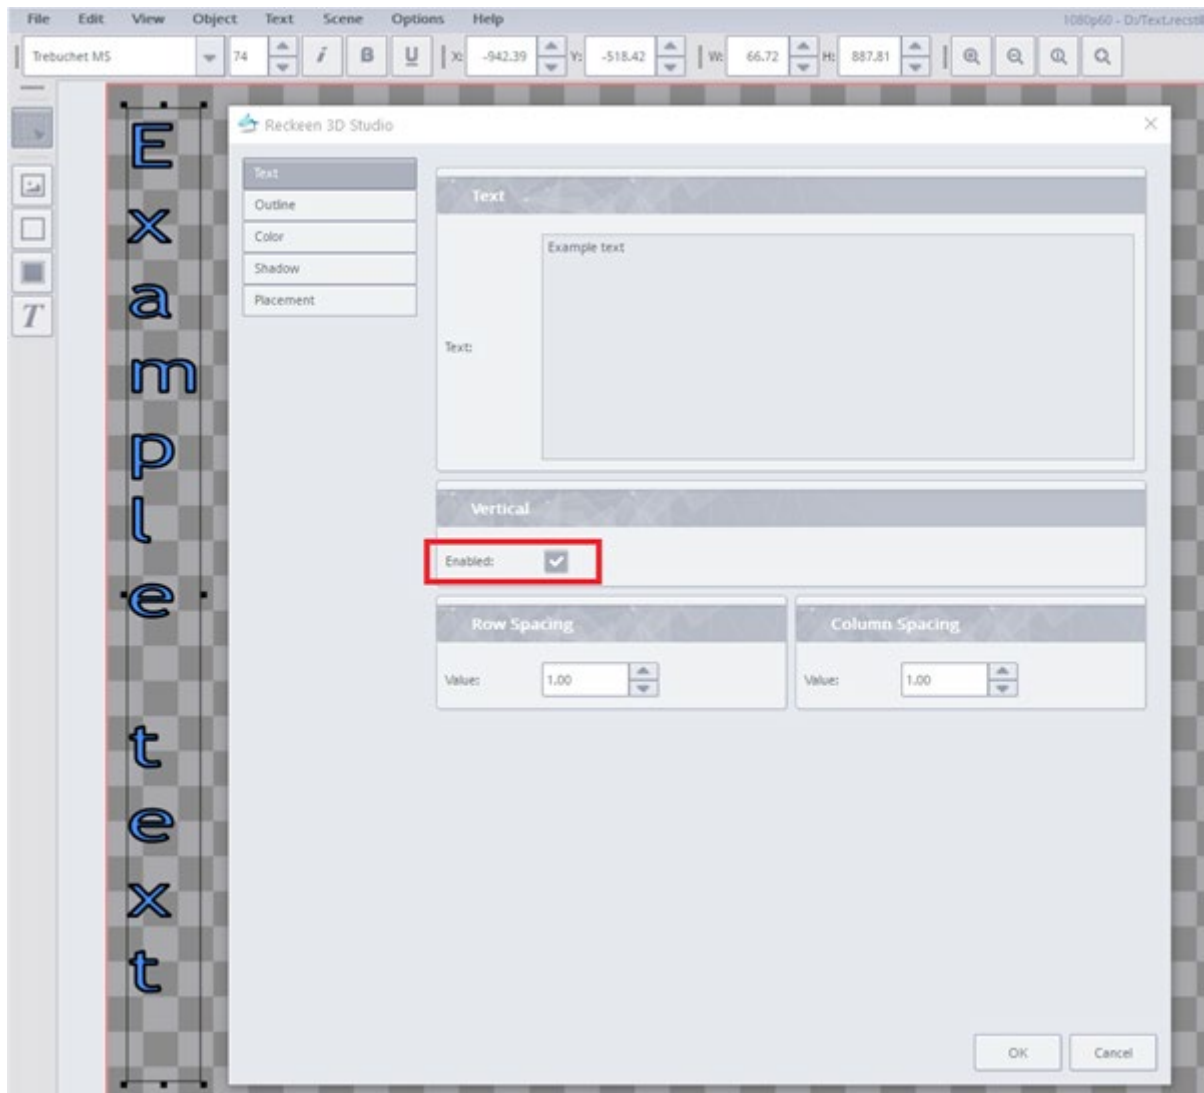 File Edit View Object Text Scene Options Help 1080p60 - D:/Text.recstil
Trebuchet MS 74 i B U X: -942.39 Y: -518.42 W: 66.72 H: 887.81
Reckeen 3D Studio
Text
Outline
Color
Shadow
Placement
T
Text
Example text
Text:
Vertical
Enabled:
Row Spacing Column Spacing
Value: 1.00 Value: 1.00
OK Cancel
E
x
a
m
p
l
e
t
e
x
t